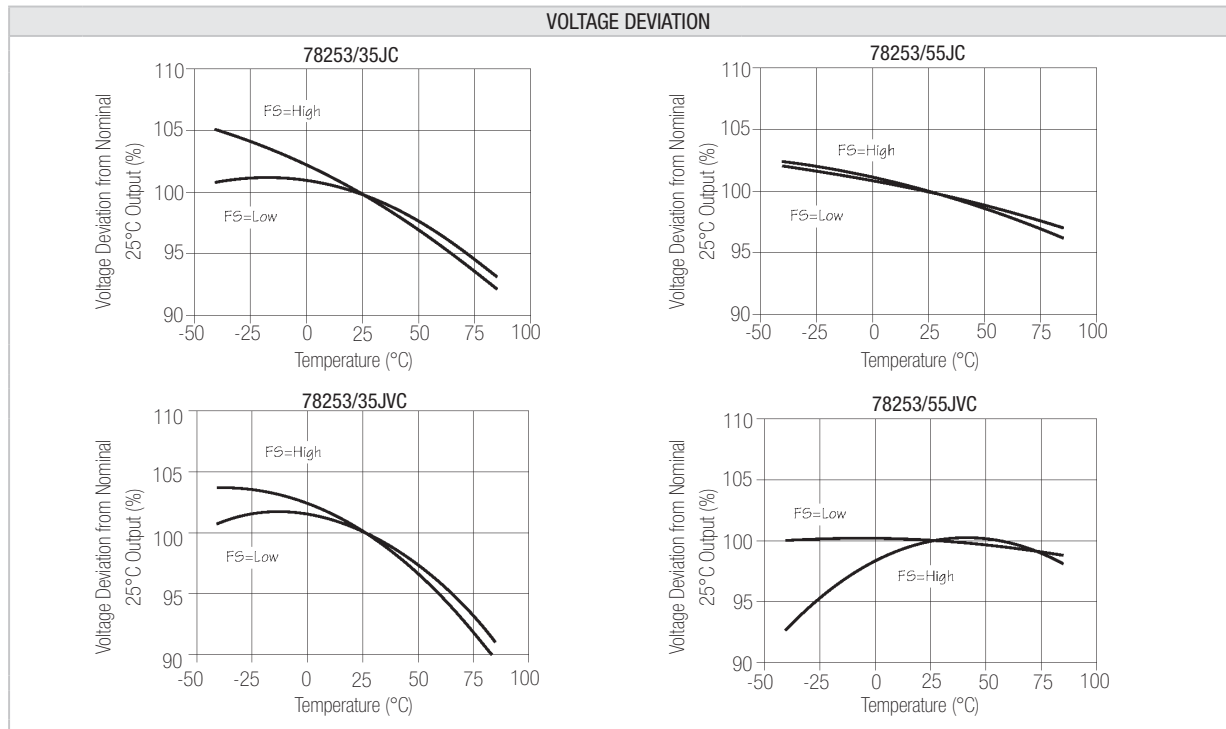 VOLTAGE DEVIATION
78253/35JC
Voltage Deviation from Nominal
25°C Output (%)
110
105
100
95
90
FS=High
FS=Low
-50
-25
0
25
50
75
100
Temperature (°C)
78253/55JC
Voltage Deviation from Nominal
25°C Output (%)
110
105
100
95
90
FS=High
FS=Low
-50
-25
0
25
50
75
100
Temperature (°C)
78253/35JVC
Voltage Deviation from Nominal
25°C Output (%)
110
105
100
95
90
FS=High
FS=Low
-50
-25
0
25
50
75
100
Temperature (°C)
78253/55JVC
Voltage Deviation from Nominal
25°C Output (%)
110
105
100
95
90
FS=Low
FS=High
-50
-25
0
25
50
75
100
Temperature (°C)